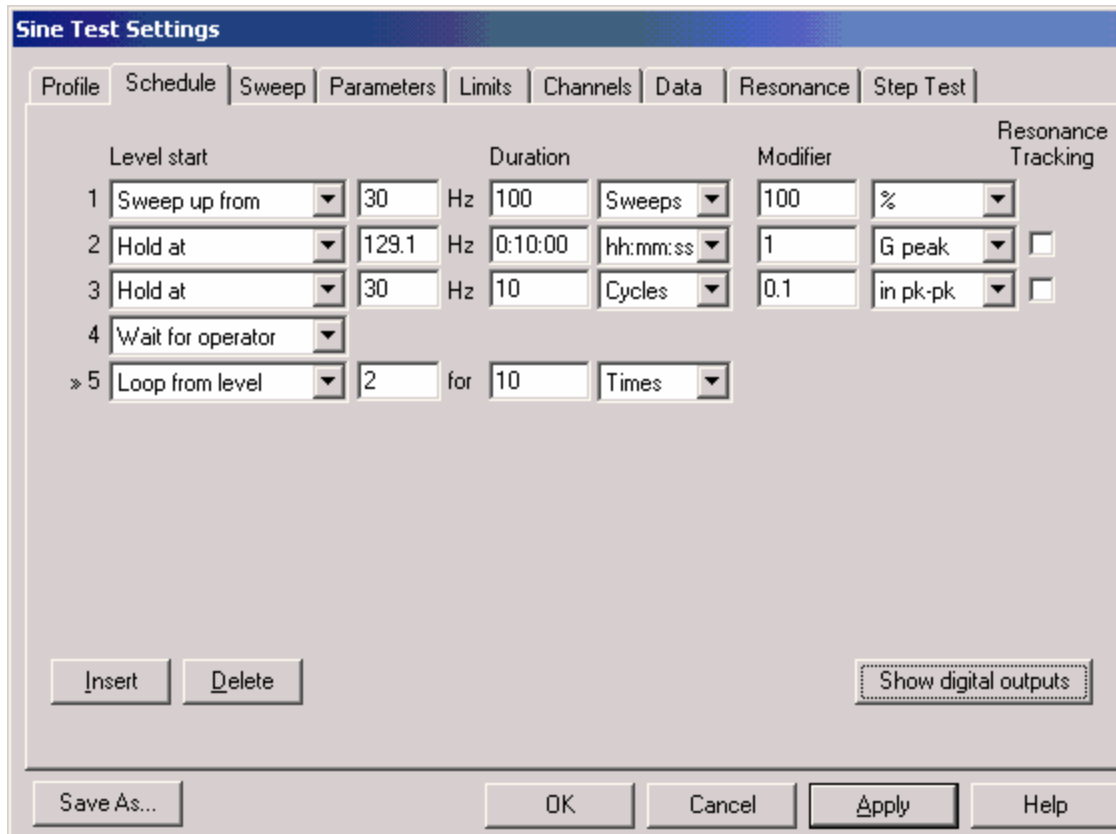 Sine Test Settings
Profile Schedule Sweep Parameters Limits Channels Data Resonance Step Test
Level start Duration Modifier Resonance Tracking
1 Sweep up from 30 Hz 100 Sweeps 100 %
2 Hold at 129.1 Hz 0:10:00 hh:mm:ss 1 G peak
3 Hold at 30 Hz 10 Cycles 0.1 in pk-pk
4 Wait for operator
» 5 Loop from level 2 for 10 Times
Insert Delete Show digital outputs
Save As... OK Cancel Apply Help